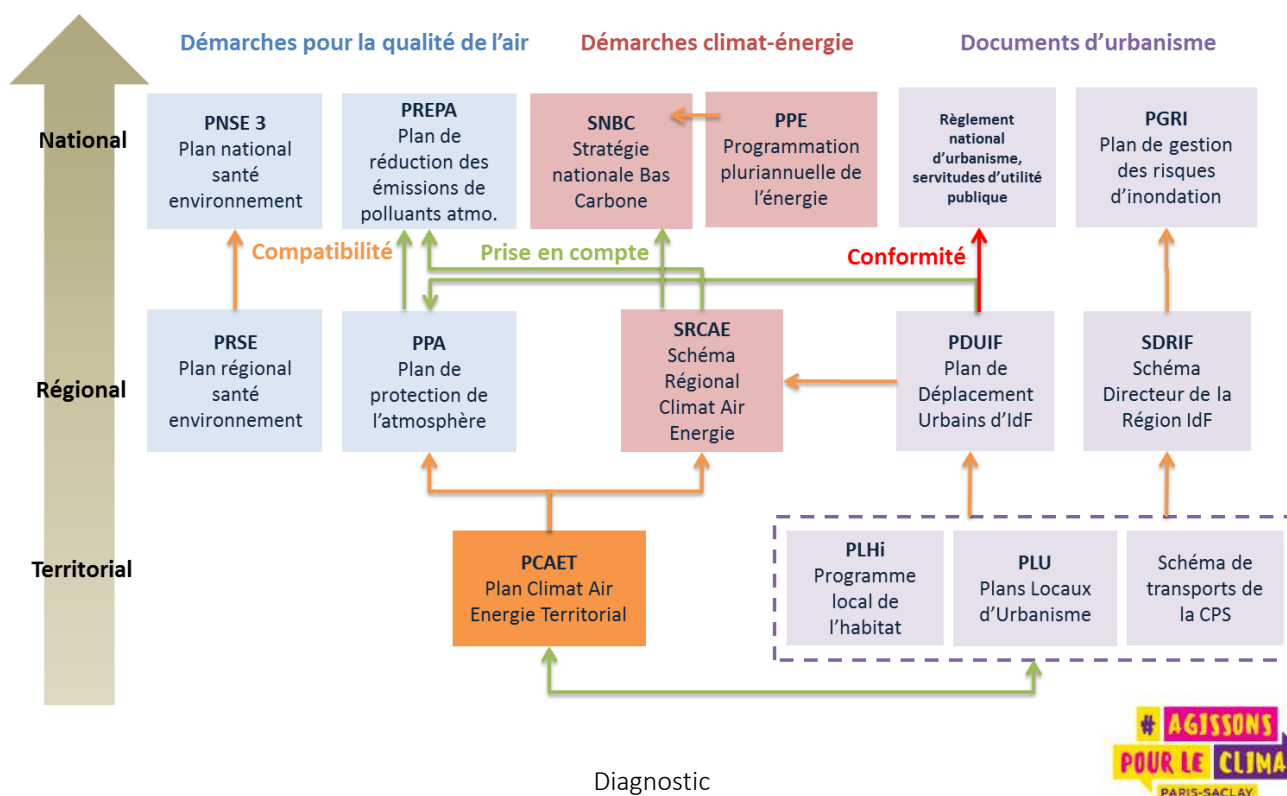 Démarches pour la qualité de l'air
Démarches climat-énergie
Documents d'urbanisme
National
PNSE 3
Plan national
santé
environnement
PREPA
Plan de
réduction des
émissions de
polluants atmo.
SNBC
Stratégie
nationale Bas
Carbone
PPE
Programmation
pluriannuelle de
l'énergie
Règlement
national
d'urbanisme,
servitudes d'utilité
publique
PGRI
Plan de gestion
des risques
d'inondation
Compatibilité
Prise en compte
Conformité
Régional
PRSE
Plan régional
santé
environnement
PPA
Plan de
protection de
l'atmosphère
SRCAE
Schéma
Régional
Climat Air
Energie
PDUIF
Plan de
Déplacement
Urbains d'IdF
SDRIF
Schéma
Directeur de la
Région IdF
Territorial
PCAET
Plan Climat Air
Energie Territorial
PLHi
Programme
local de
l'habitat
PLU
Plans Locaux
d'Urbanisme
Schéma de
transports de
la CPS
Diagnostic
# AGISSONS
POUR LE CLIMA
PARIS-SACLAY